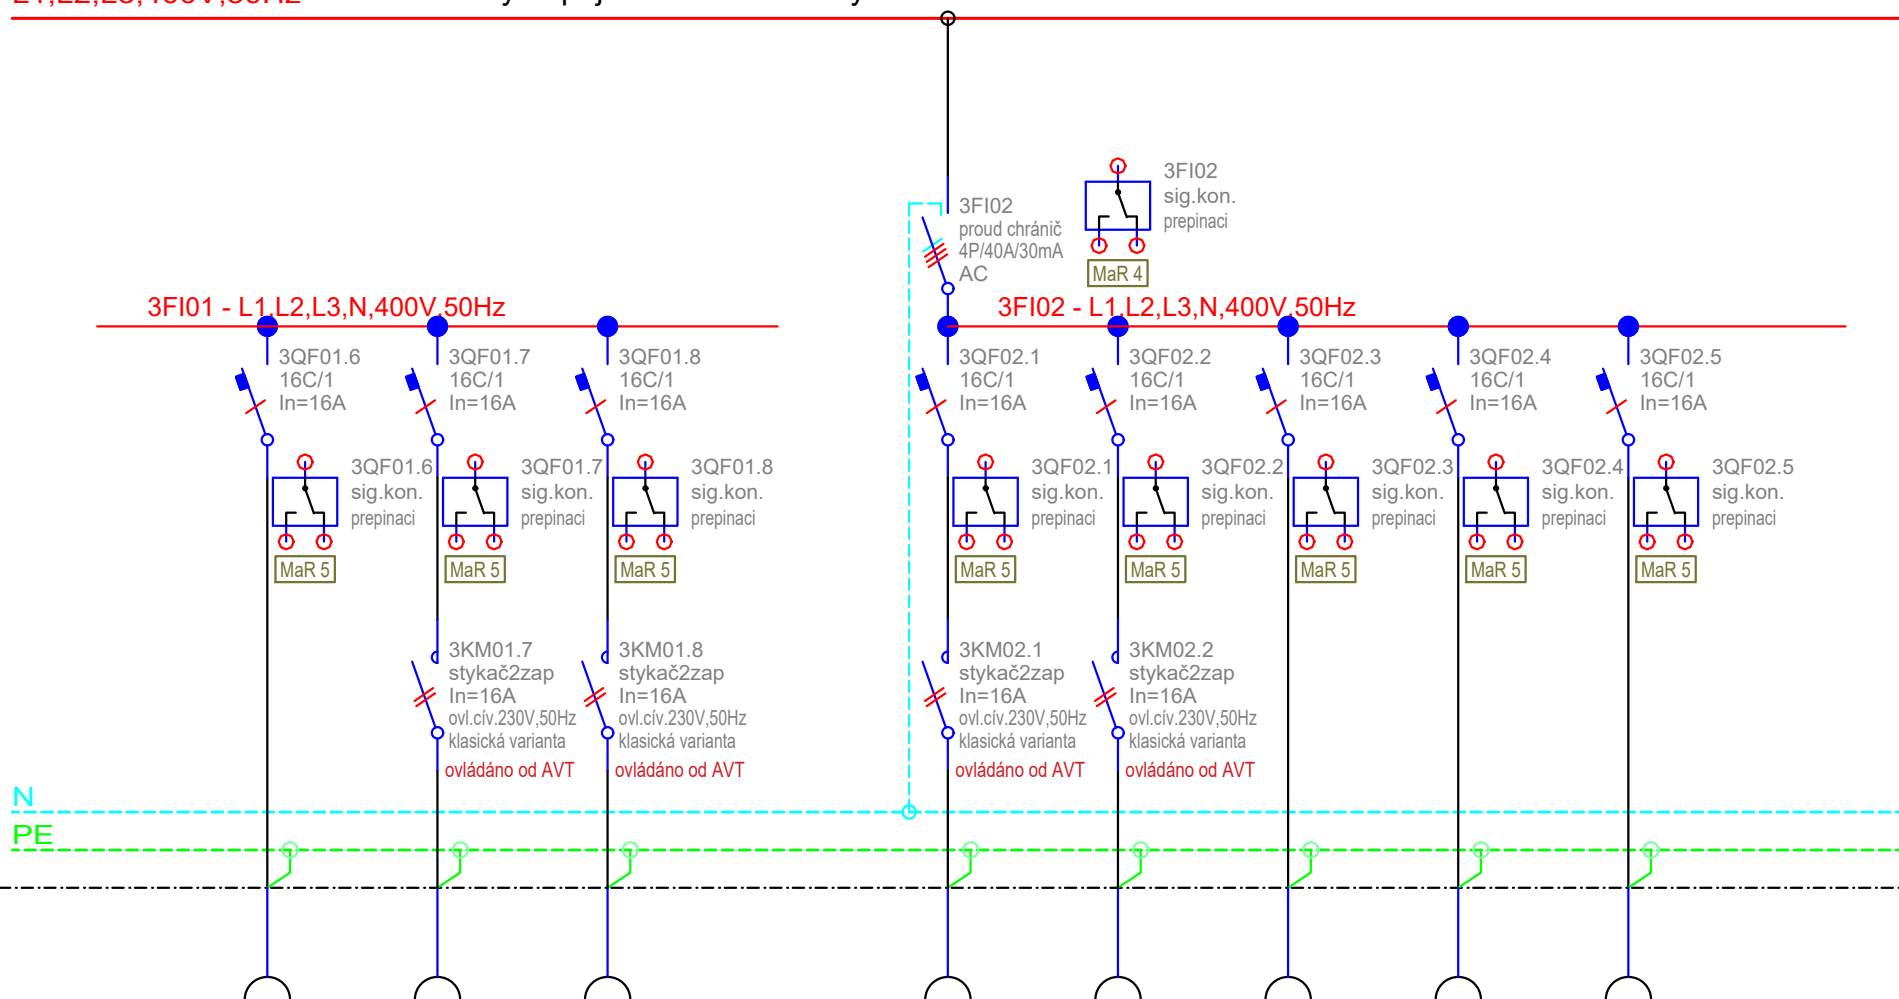 3FI02
sig.kon.
prepinaci
MaR 4
3FI02
proud chránič
4P/40A/30mA
AC
3FI01 - L1,L2,L3,N,400V,50Hz
3FI02 - L1,L2,L3,N,400V,50Hz
3QF01.6
16C/1
In=16A
3QF01.7
16C/1
In=16A
3QF01.8
16C/1
In=16A
3QF02.1
16C/1
In=16A
3QF02.2
16C/1
In=16A
3QF02.3
16C/1
In=16A
3QF02.4
16C/1
In=16A
3QF02.5
16C/1
In=16A
3QF01.6
sig.kon.
prepinaci
MaR 5
3QF01.7
sig.kon.
prepinaci
MaR 5
3QF01.8
sig.kon.
prepinaci
MaR 5
3QF02.1
sig.kon.
prepinaci
MaR 5
3QF02.2
sig.kon.
prepinaci
MaR 5
3QF02.3
sig.kon.
prepinaci
MaR 5
3QF02.4
sig.kon.
prepinaci
MaR 5
3QF02.5
sig.kon.
prepinaci
MaR 5
3KM01.7
stykač2zap
In=16A
ovl.cív.230V,50Hz
klasická varianta
ovládáno od AVT
3KM01.8
stykač2zap
In=16A
ovl.cív.230V,50Hz
klasická varianta
ovládáno od AVT
3KM02.1
stykač2zap
In=16A
ovl.cív.230V,50Hz
klasická varianta
ovládáno od AVT
3KM02.2
stykač2zap
In=16A
ovl.cív.230V,50Hz
klasická varianta
ovládáno od AVT
N
PE